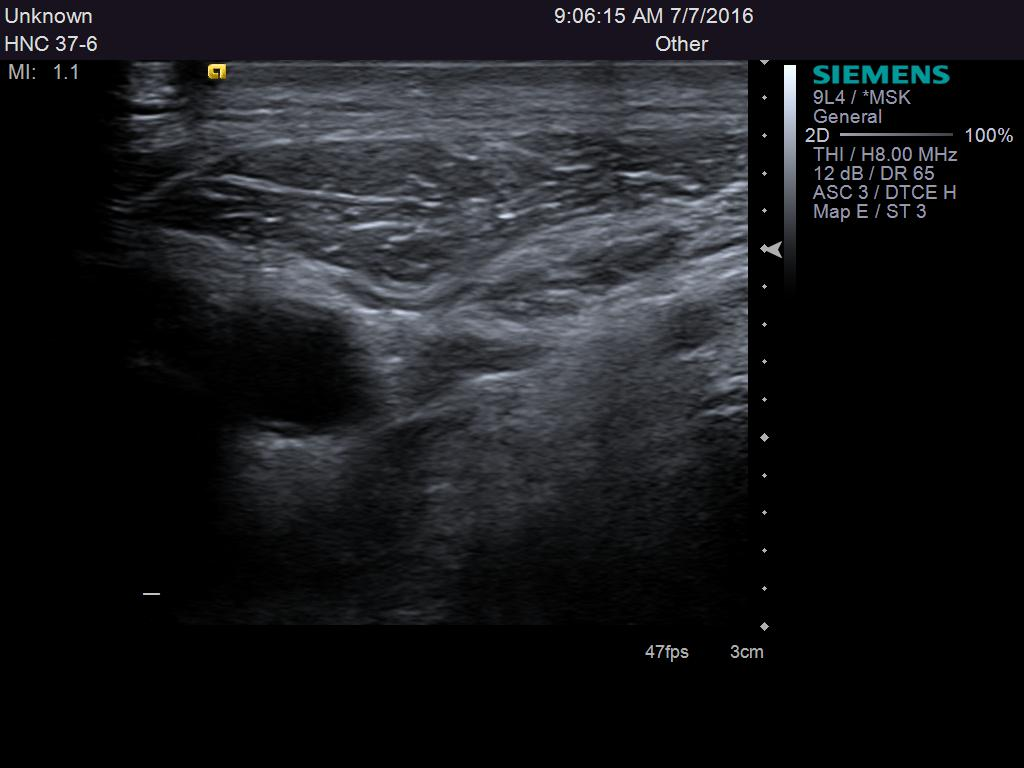 Unknown
9:06:15 AM 7/7/2016
HNC 37-6
Other
MI: 1.1
SIEMENS
9L4 / *MSK
General
2D 100%
THI / H8.00 MHz
12 dB / DR 65
ASC 3 / DTCE H
Map E / ST 3
47fps 3cm